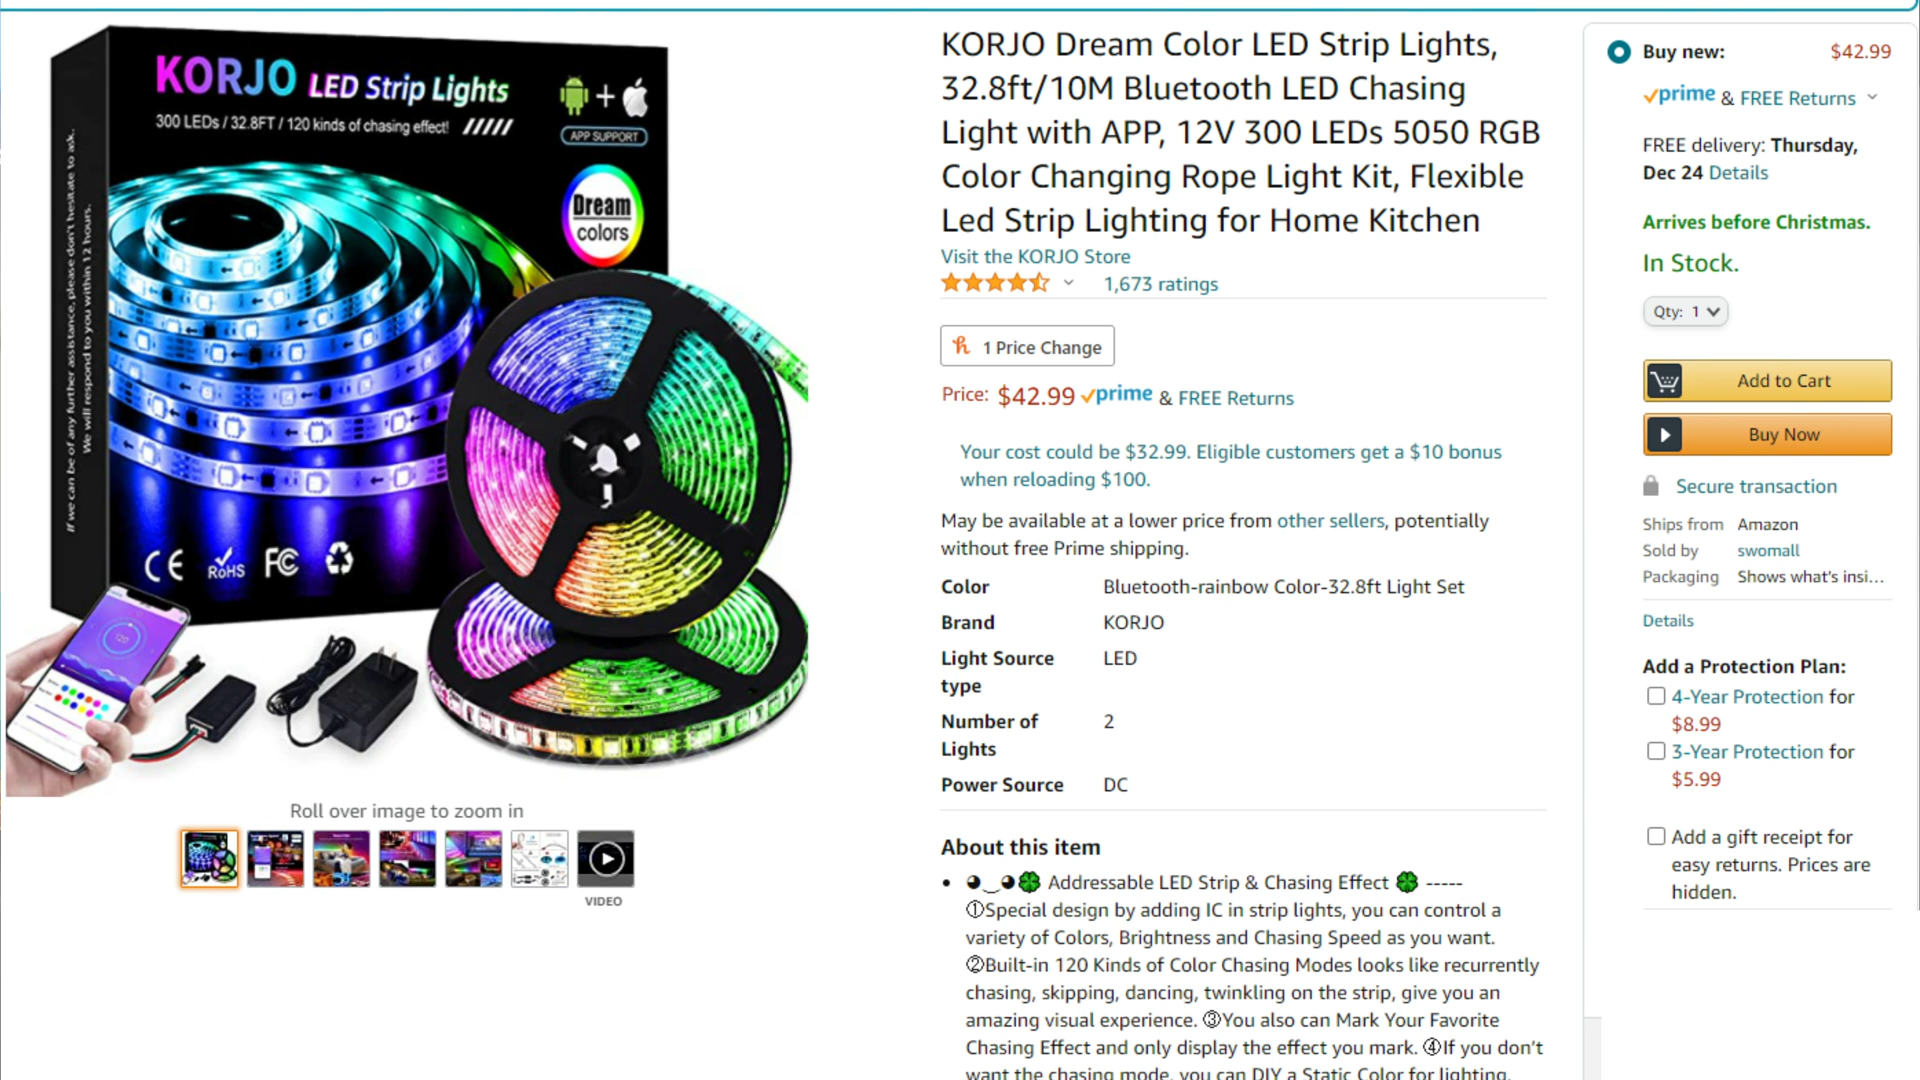 KORJO LED Strip Lights
300 LEDs / 32.8FT / 120 kinds of chasing effect!
APP SUPPORT
Dream
colors
If we can be of any further assistance, please don't hesitate to ask.
We will respond to you within 12 hours.
CE RoHS FC
120
Roll over image to zoom in
VIDEO
KORJO Dream Color LED Strip Lights,
32.8ft/10M Bluetooth LED Chasing
Light with APP, 12V 300 LEDs 5050 RGB
Color Changing Rope Light Kit, Flexible
Led Strip Lighting for Home Kitchen
Visit the KORJO Store
1,673 ratings
1 Price Change
Price: $42.99 prime & FREE Returns
Your cost could be $32.99. Eligible customers get a $10 bonus
when reloading $100.
May be available at a lower price from other sellers, potentially
without free Prime shipping.
Color Bluetooth-rainbow Color-32.8ft Light Set
Brand KORJO
Light Source LED
type
Number of 2
Lights
Power Source DC
About this item
• ◕‿◕🍀 Addressable LED Strip & Chasing Effect 🍀 -----
①Special design by adding IC in strip lights, you can control a
variety of Colors, Brightness and Chasing Speed as you want.
②Built-in 120 Kinds of Color Chasing Modes looks like recurrently
chasing, skipping, dancing, twinkling on the strip, give you an
amazing visual experience. ③You also can Mark Your Favorite
Chasing Effect and only display the effect you mark. ④If you don't
want the chasing mode, you can DIY a Static Color for lighting.
Buy new: $42.99
prime & FREE Returns
FREE delivery: Thursday,
Dec 24 Details
Arrives before Christmas.
In Stock.
Qty: 1
Add to Cart
Buy Now
Secure transaction
Ships from Amazon
Sold by swomall
Packaging Shows what's insi...
Details
Add a Protection Plan:
4-Year Protection for
$8.99
3-Year Protection for
$5.99
Add a gift receipt for
easy returns. Prices are
hidden.